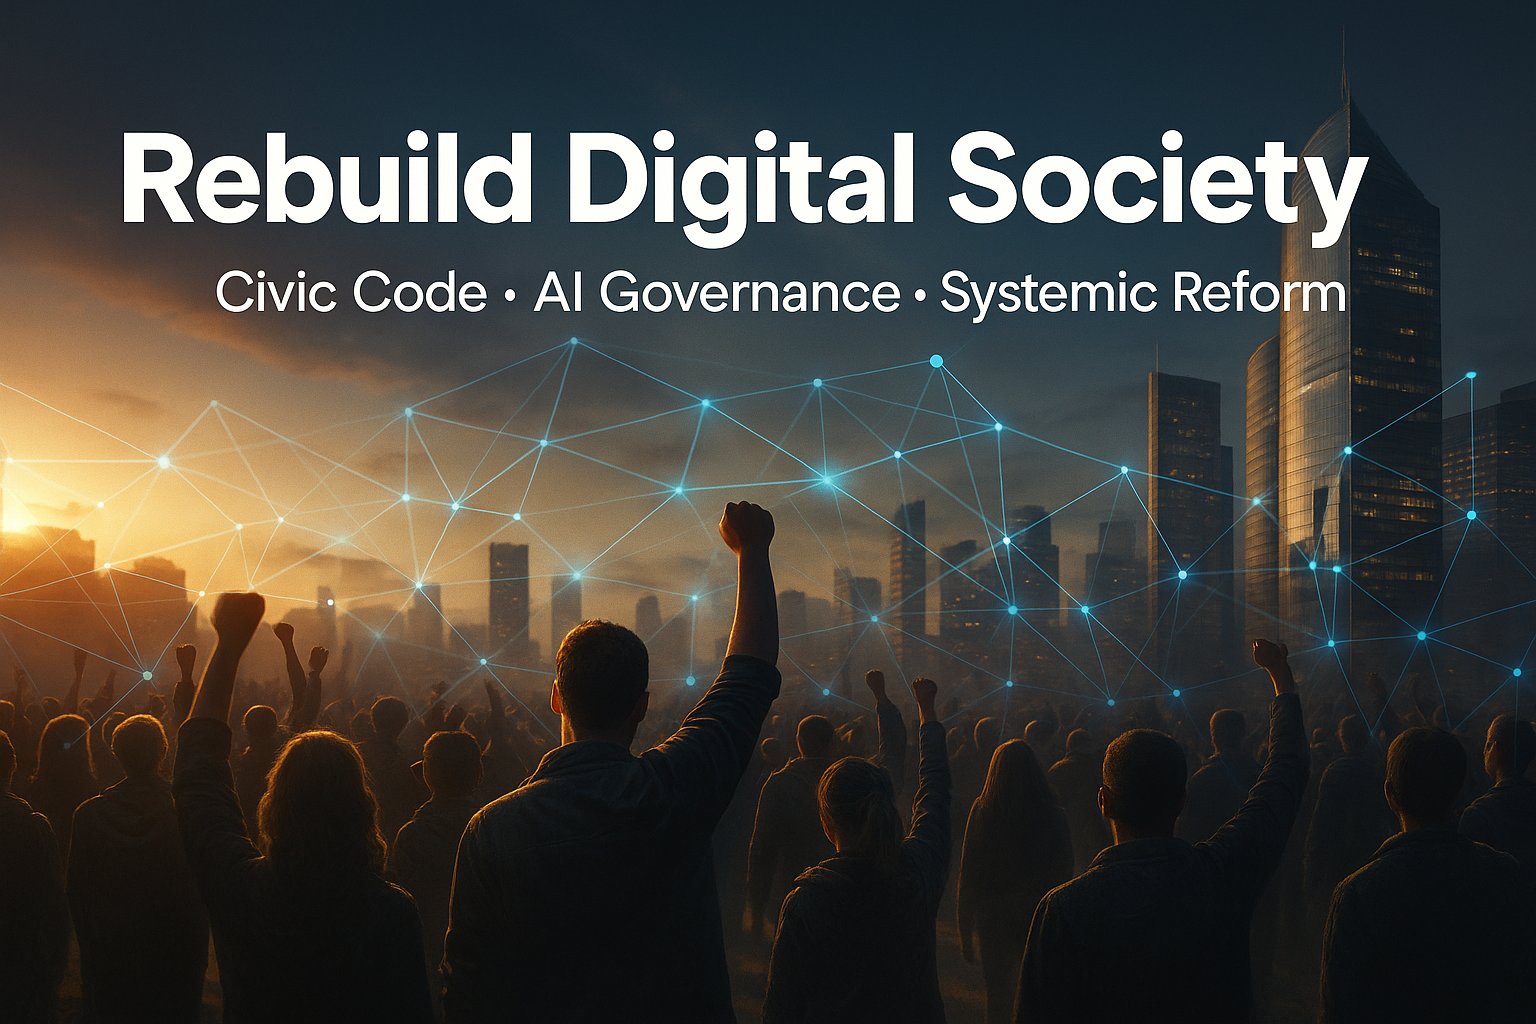 Rebuild Digital Society
Civic Code • AI Governance • Systemic Reform